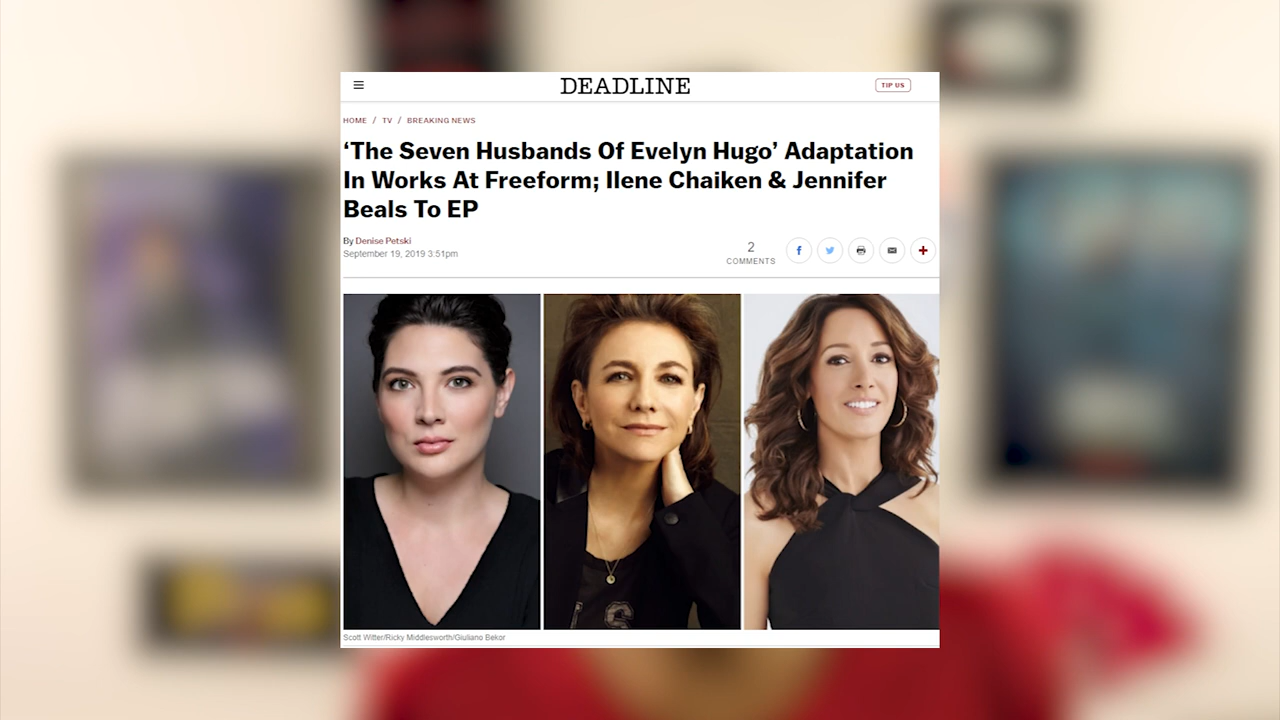 DEADLINE
TIP US
HOME / TV / BREAKING NEWS
‘The Seven Husbands Of Evelyn Hugo’ Adaptation
In Works At Freeform; Ilene Chaiken & Jennifer
Beals To EP
By Denise Petski
September 19, 2019 3:51pm
2
COMMENTS
Scott Witter/Ricky Middlesworth/Giuliano Bekor